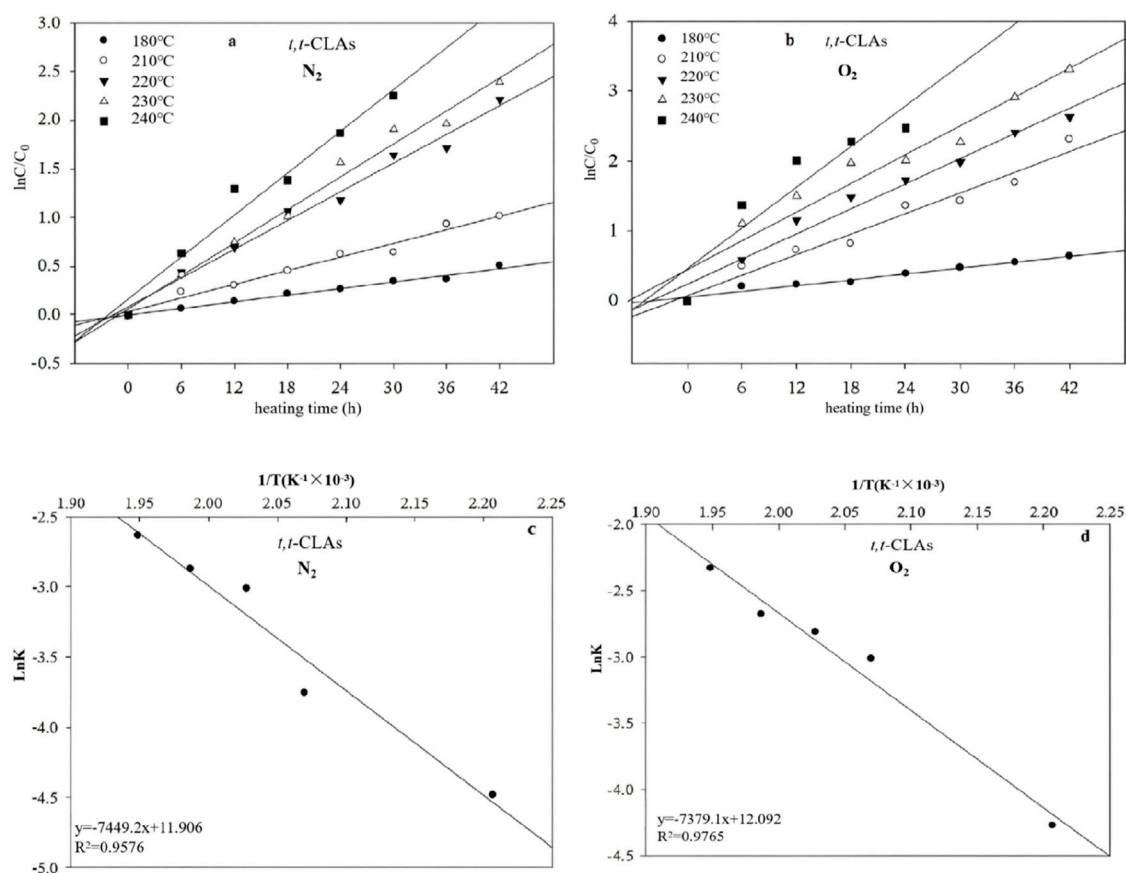 a
t,t-CLAs
N₂
180°C
210°C
220°C
230°C
240°C
lnC/C₀
3.0
2.5
2.0
1.5
1.0
0.5
0.0
-0.5
0 6 12 18 24 30 36 42
heating time (h)
b
t,t-CLAs
O₂
180°C
210°C
220°C
230°C
240°C
lnC/C₀
4
3
2
1
0
0 6 12 18 24 30 36 42
heating time (h)
1/T(K⁻¹×10⁻³)
1.90 1.95 2.00 2.05 2.10 2.15 2.20 2.25
c
t,t-CLAs
N₂
LnK
-2.5
-3.0
-3.5
-4.0
-4.5
-5.0
y=-7449.2x+11.906
R²=0.9576
1/T(K⁻¹×10⁻³)
1.90 1.95 2.00 2.05 2.10 2.15 2.20 2.25
d
t,t-CLAs
O₂
LnK
-2.0
-2.5
-3.0
-3.5
-4.0
-4.5
y=-7379.1x+12.092
R²=0.9765